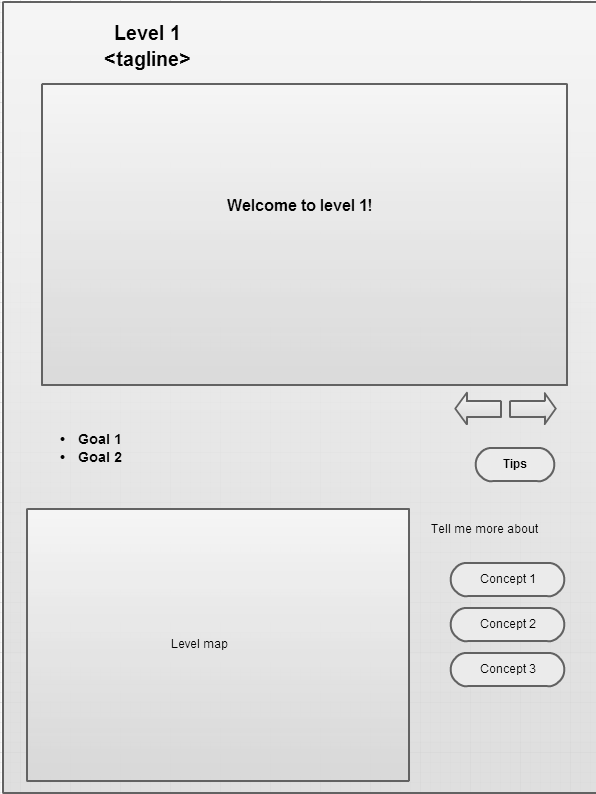 Level 1
<tagline>
Welcome to level 1!
• Goal 1
• Goal 2
Tips
Tell me more about
Concept 1
Concept 2
Concept 3
Level map